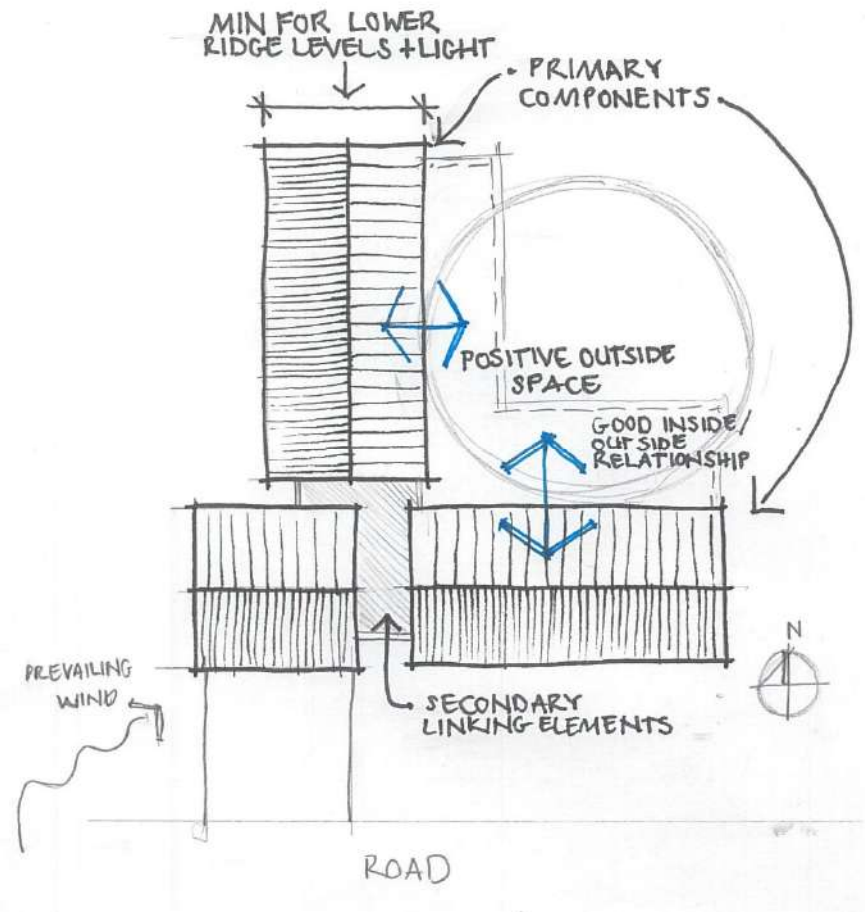 MIN FOR LOWER
RIDGE LEVELS + LIGHT
PRIMARY
COMPONENTS
POSITIVE OUTSIDE
SPACE
GOOD INSIDE/
OUTSIDE
RELATIONSHIP
N
PREVAILING
WIND
SECONDARY
LINKING ELEMENTS
ROAD